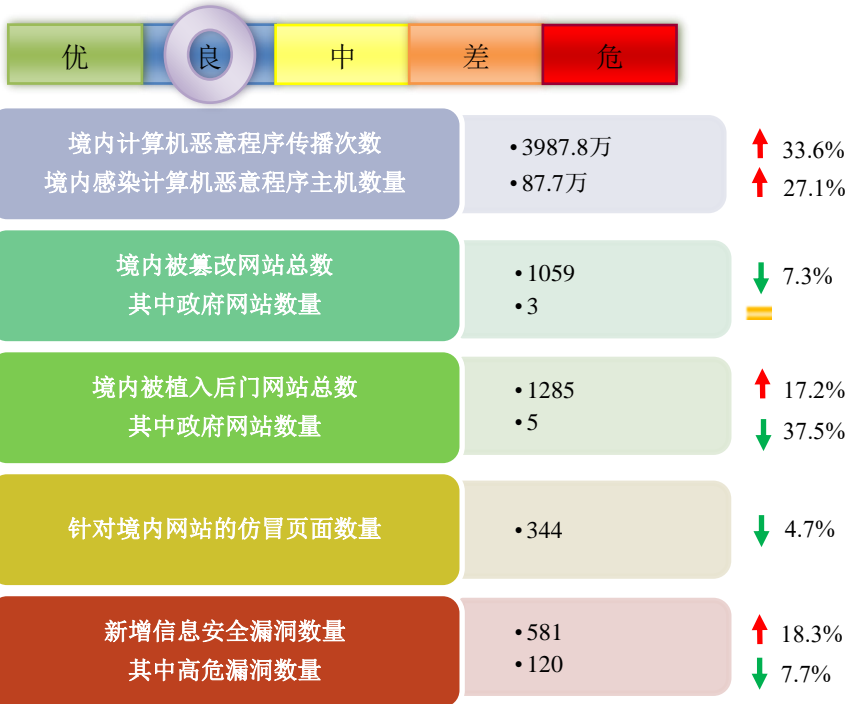 优 良 中 差 危
境内计算机恶意程序传播次数 •3987.8万 33.6%
境内感染计算机恶意程序主机数量 •87.7万 27.1%
境内被篡改网站总数 •1059 7.3%
其中政府网站数量 •3
境内被植入后门网站总数 •1285 17.2%
其中政府网站数量 •5 37.5%
针对境内网站的仿冒页面数量 •344 4.7%
新增信息安全漏洞数量 •581 18.3%
其中高危漏洞数量 •120 7.7%